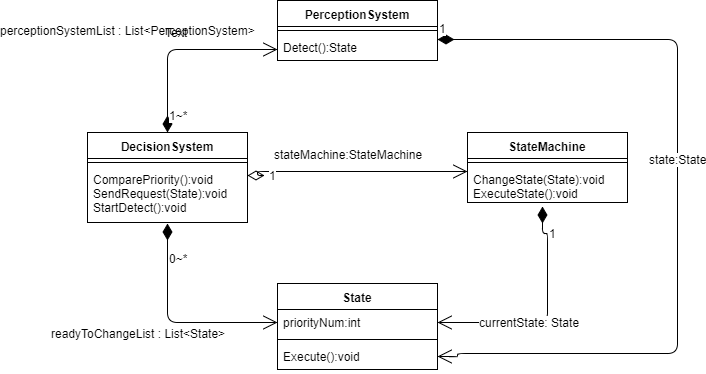 PerceptionSystem
perceptionSystemList : List<PerceptionSystem>
Text
1
Detect():State
1~*
DecisionSystem
ComparePriority():void
SendRequest(State):void
StartDetect():void
stateMachine:StateMachine
1
StateMachine
ChangeState(State):void
ExecuteState():void
state:State
1
0~*
State
priorityNum:int
currentState: State
readyToChangeList : List<State>
Execute():void